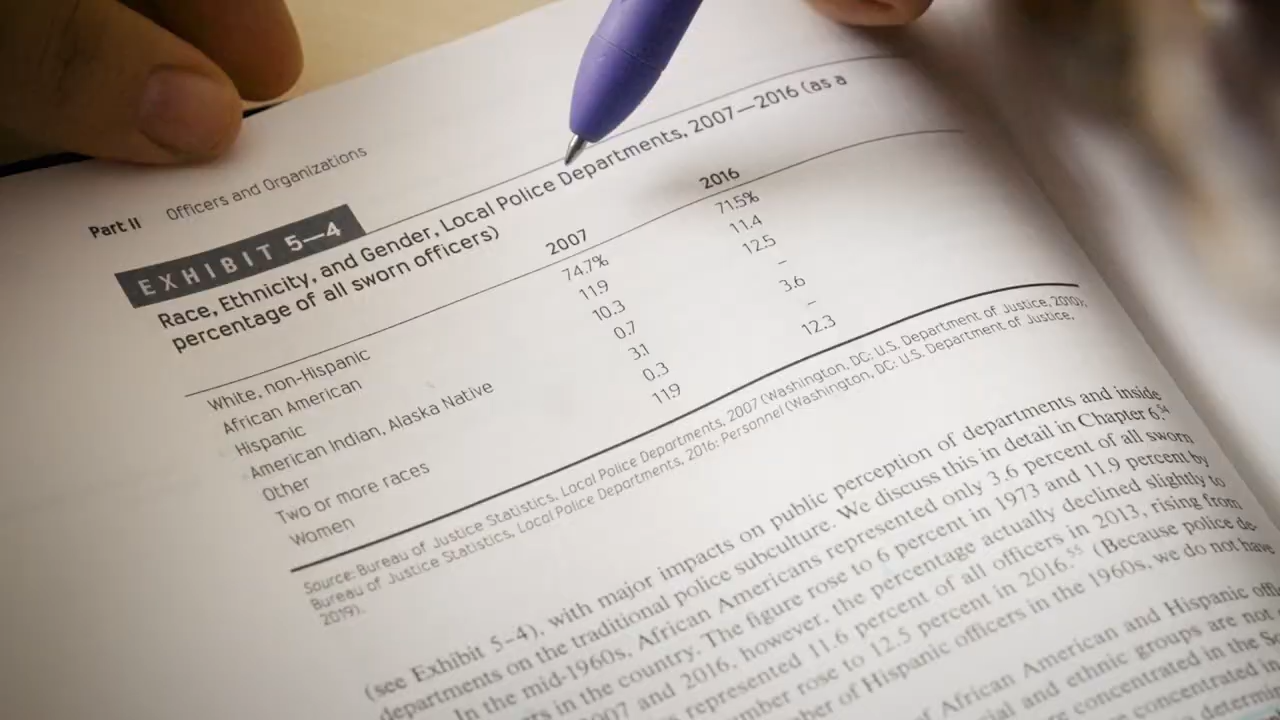 Part II Officers and Organizations
EXHIBIT 5—4
Race, Ethnicity, and Gender, Local Police Departments, 2007—2016 (as a
percentage of all sworn officers)
2007 2016
White, non-Hispanic 74.7% 71.5%
African American 11.9 11.4
Hispanic 10.3 12.5
American Indian, Alaska Native 0.7 –
Other 3.1 3.6
Two or more races 0.3 –
Women 11.9 12.3
Source: Bureau of Justice Statistics, Local Police Departments, 2007 (Washington, DC: U.S. Department of Justice, 2010);
Bureau of Justice Statistics, Local Police Departments, 2016: Personnel (Washington, DC: U.S. Department of Justice,
2019).
(see Exhibit 5–4), with major impacts on public perception of departments and inside
departments on the traditional police subculture. We discuss this in detail in Chapter 6.54
In the mid-1960s, African Americans represented only 3.6 percent of all sworn
in the country. The figure rose to 6 percent in 1973 and 11.9 percent by
2007 and 2016, however, the percentage actually declined slightly to
represented 11.6 percent of all officers in 2013, rising from
rose to 12.5 percent in 2016.55 (Because police de-
of Hispanic officers in the 1960s, we do not have
of African American and Hispanic
and ethnic groups are not
concentrated in the
concentrated in